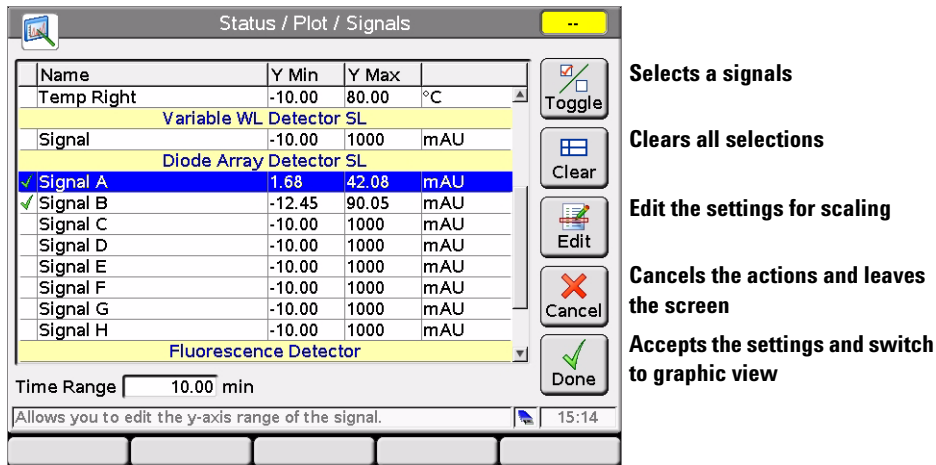 Status / Plot / Signals
--
Name Y Min Y Max
Temp Right -10.00 80.00 °C
Variable WL Detector SL
Signal -10.00 1000 mAU
Diode Array Detector SL
Signal A 1.68 42.08 mAU
Signal B -12.45 90.05 mAU
Signal C -10.00 1000 mAU
Signal D -10.00 1000 mAU
Signal E -10.00 1000 mAU
Signal F -10.00 1000 mAU
Signal G -10.00 1000 mAU
Signal H -10.00 1000 mAU
Fluorescence Detector
Time Range 10.00 min
Allows you to edit the y-axis range of the signal.
15:14
Toggle
Selects a signals
Clear
Clears all selections
Edit
Edit the settings for scaling
Cancel
Cancels the actions and leaves
the screen
Done
Accepts the settings and switch
to graphic view